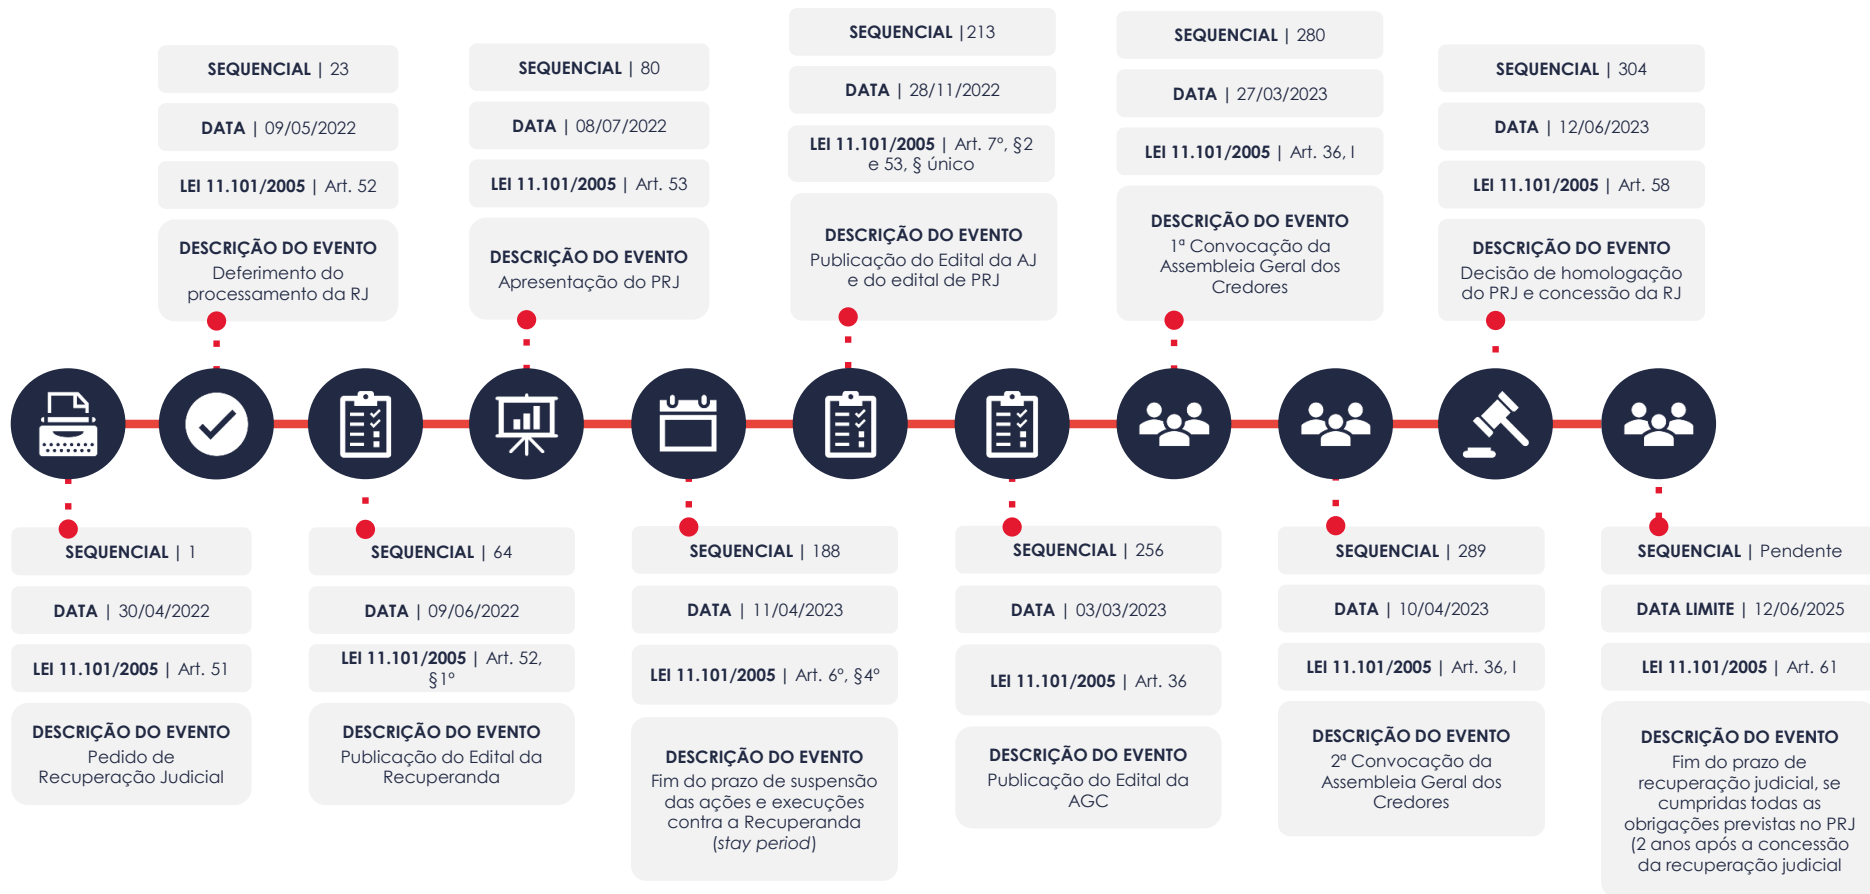 SEQUENCIAL | 23
DATA | 09/05/2022
LEI 11.101/2005 | Art. 52
DESCRIÇÃO DO EVENTO
Deferimento do
processamento da RJ
SEQUENCIAL | 80
DATA | 08/07/2022
LEI 11.101/2005 | Art. 53
DESCRIÇÃO DO EVENTO
Apresentação do PRJ
SEQUENCIAL |213
DATA | 28/11/2022
LEI 11.101/2005 | Art. 7º, §2
e 53, § único
DESCRIÇÃO DO EVENTO
Publicação do Edital da AJ
e do edital de PRJ
SEQUENCIAL | 280
DATA | 27/03/2023
LEI 11.101/2005 | Art. 36, I
DESCRIÇÃO DO EVENTO
1ª Convocação da
Assembleia Geral dos
Credores
SEQUENCIAL | 304
DATA | 12/06/2023
LEI 11.101/2005 | Art. 58
DESCRIÇÃO DO EVENTO
Decisão de homologação
do PRJ e concessão da RJ
SEQUENCIAL | 1
DATA | 30/04/2022
LEI 11.101/2005 | Art. 51
DESCRIÇÃO DO EVENTO
Pedido de
Recuperação Judicial
SEQUENCIAL | 64
DATA | 09/06/2022
LEI 11.101/2005 | Art. 52,
§1º
DESCRIÇÃO DO EVENTO
Publicação do Edital da
Recuperanda
SEQUENCIAL | 188
DATA | 11/04/2023
LEI 11.101/2005 | Art. 6º, §4º
DESCRIÇÃO DO EVENTO
Fim do prazo de suspensão
das ações e execuções
contra a Recuperanda
(stay period)
SEQUENCIAL | 256
DATA | 03/03/2023
LEI 11.101/2005 | Art. 36
DESCRIÇÃO DO EVENTO
Publicação do Edital da
AGC
SEQUENCIAL | 289
DATA | 10/04/2023
LEI 11.101/2005 | Art. 36, I
DESCRIÇÃO DO EVENTO
2ª Convocação da
Assembleia Geral dos
Credores
SEQUENCIAL | Pendente
DATA LIMITE | 12/06/2025
LEI 11.101/2005 | Art. 61
DESCRIÇÃO DO EVENTO
Fim do prazo de
recuperação judicial, se
cumpridas todas as
obrigações previstas no PRJ
(2 anos após a concessão
da recuperação judicial